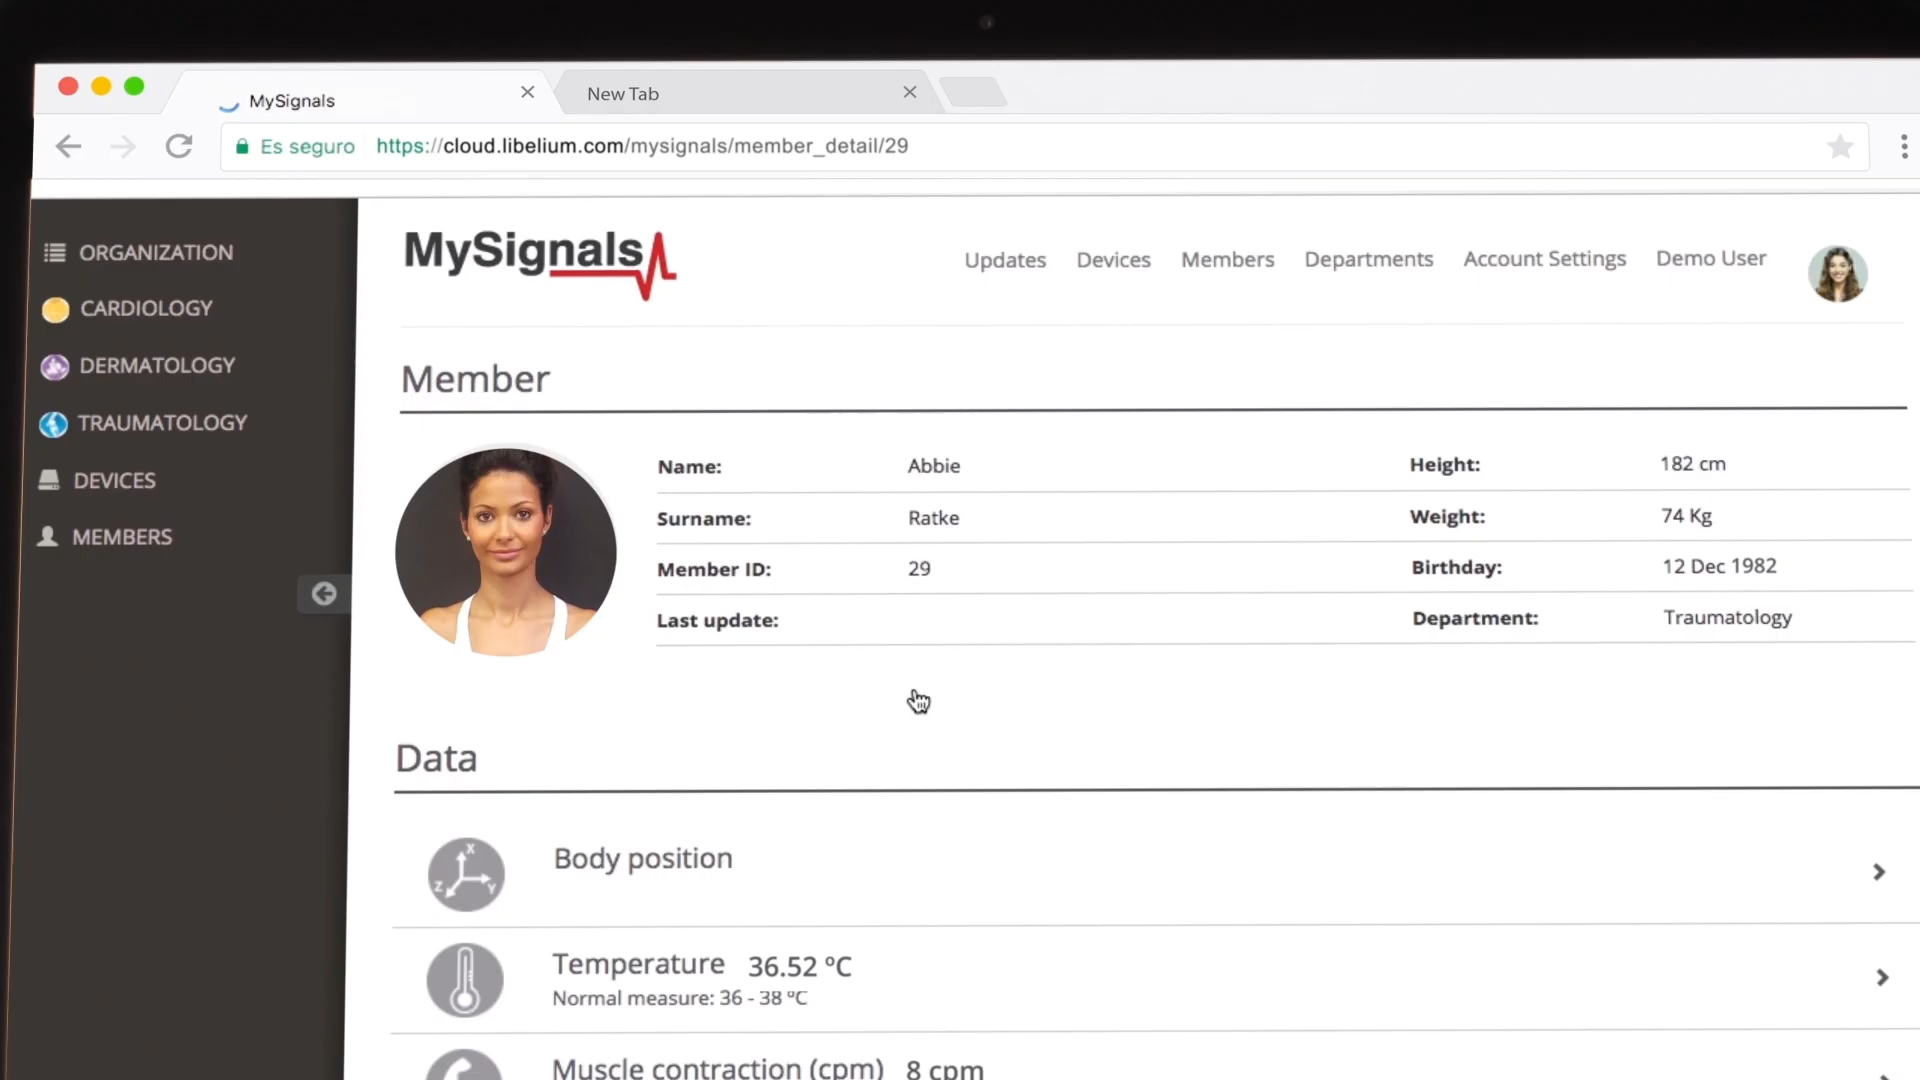 MySignals
New Tab
Es seguro https://cloud.libelium.com/mysignals/member_detail/29
ORGANIZATION
CARDIOLOGY
DERMATOLOGY
TRAUMATOLOGY
DEVICES
MEMBERS
MySignals
Updates Devices Members Departments Account Settings Demo User
Member
Name: Abbie Height: 182 cm
Surname: Ratke Weight: 74 Kg
Member ID: 29 Birthday: 12 Dec 1982
Last update: Department: Traumatology
Data
X
Z Y
Body position
Temperature 36.52 ºC
Normal measure: 36 - 38 ºC
Muscle contraction (cpm) 8 cpm